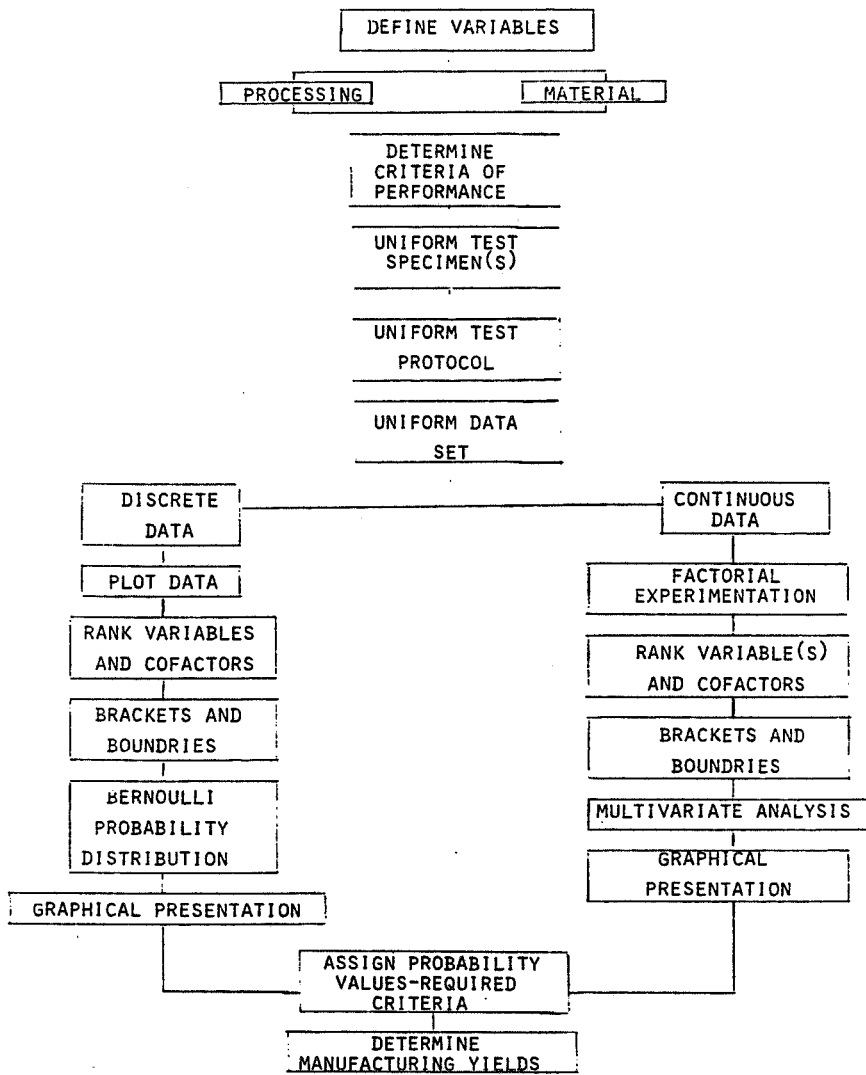 DEFINE VARIABLES
PROCESSING
MATERIAL
DETERMINE
CRITERIA OF
PERFORMANCE
UNIFORM TEST
SPECIMEN(S)
UNIFORM TEST
PROTOCOL
UNIFORM DATA
SET
DISCRETE
DATA
PLOT DATA
RANK VARIABLES
AND COFACTORS
BRACKETS AND
BOUNDRIES
BERNOULLI
PROBABILITY
DISTRIBUTION
GRAPHICAL PRESENTATION
CONTINUOUS
DATA
FACTORIAL
EXPERIMENTATION
RANK VARIABLE(S)
AND COFACTORS
BRACKETS AND
BOUNDRIES
MULTIVARIATE ANALYSIS
GRAPHICAL
PRESENTATION
ASSIGN PROBABILITY
VALUES-REQUIRED
CRITERIA
DETERMINE
MANUFACTURING YIELDS